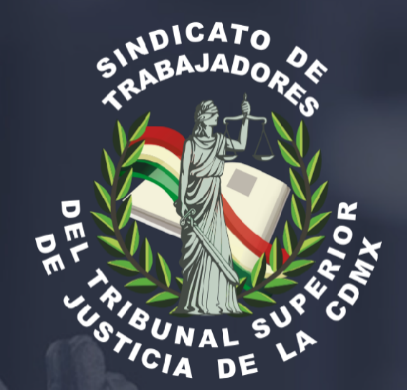 SINDICATO DE
TRABAJADORES
DEL TRIBUNAL SUPERIOR
DE JUSTICIA DE LA CDMX